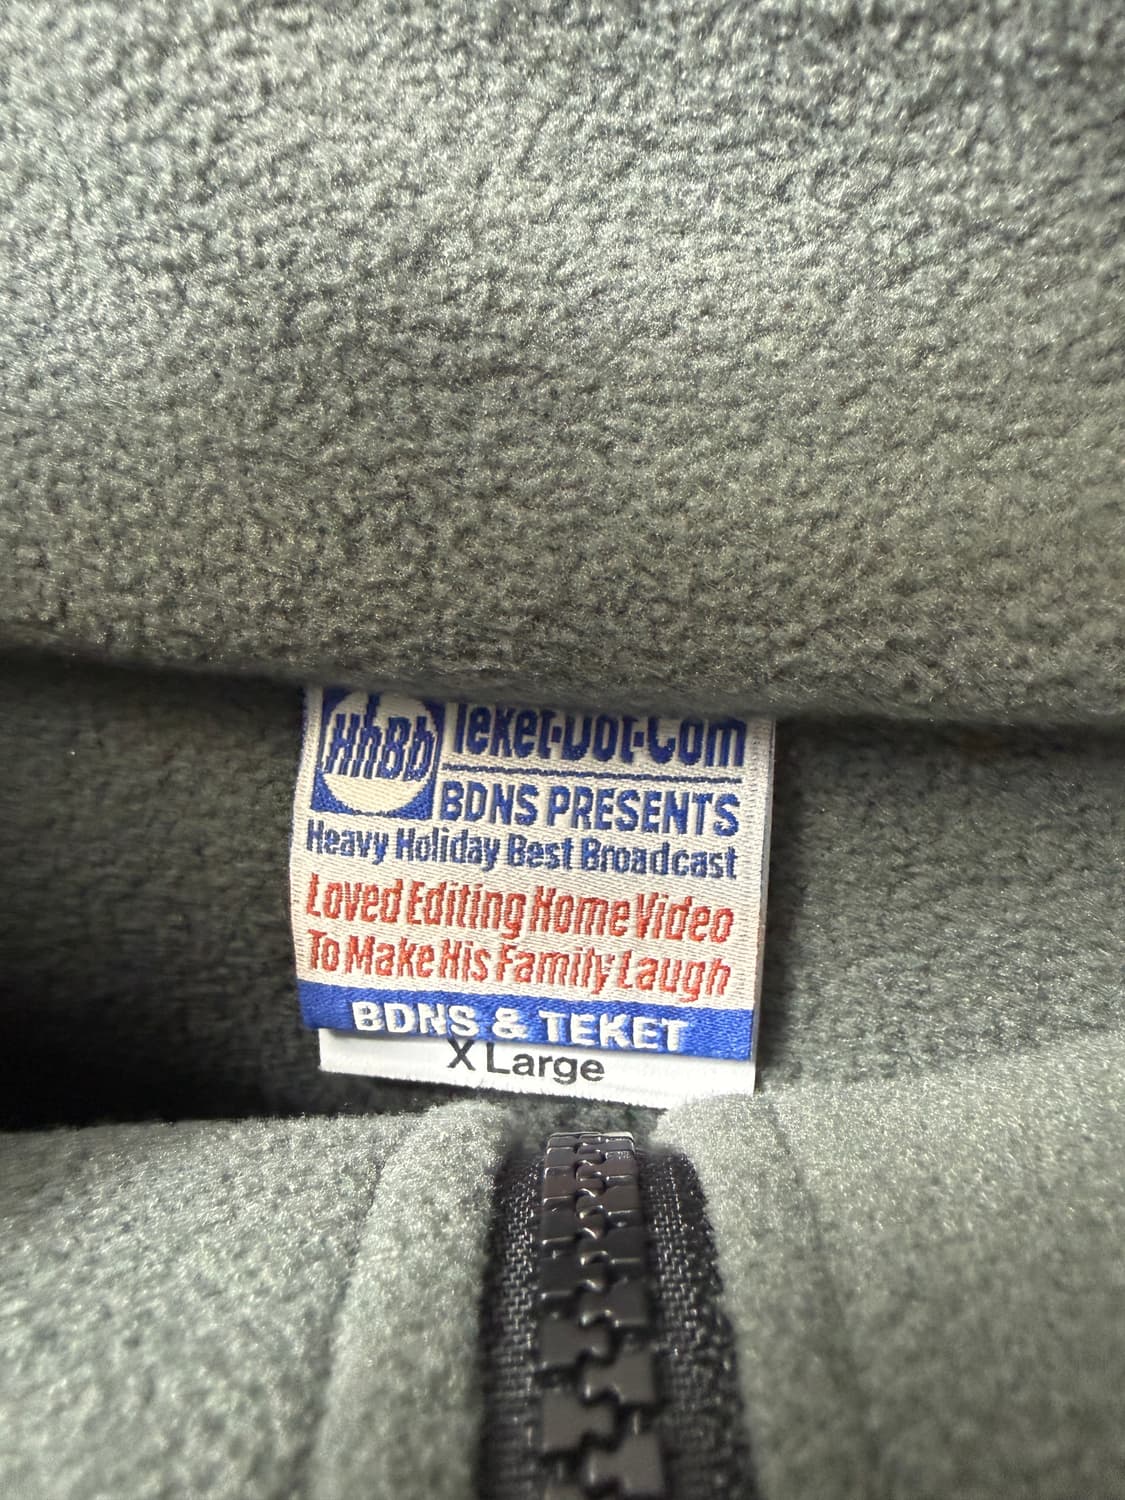 HhBb
Teket-Dot-Com
BDNS PRESENTS
Heavy Holiday Best Broadcast
Loved Editing Home Video
To Make His Family Laugh
BDNS & TEKET
X Large